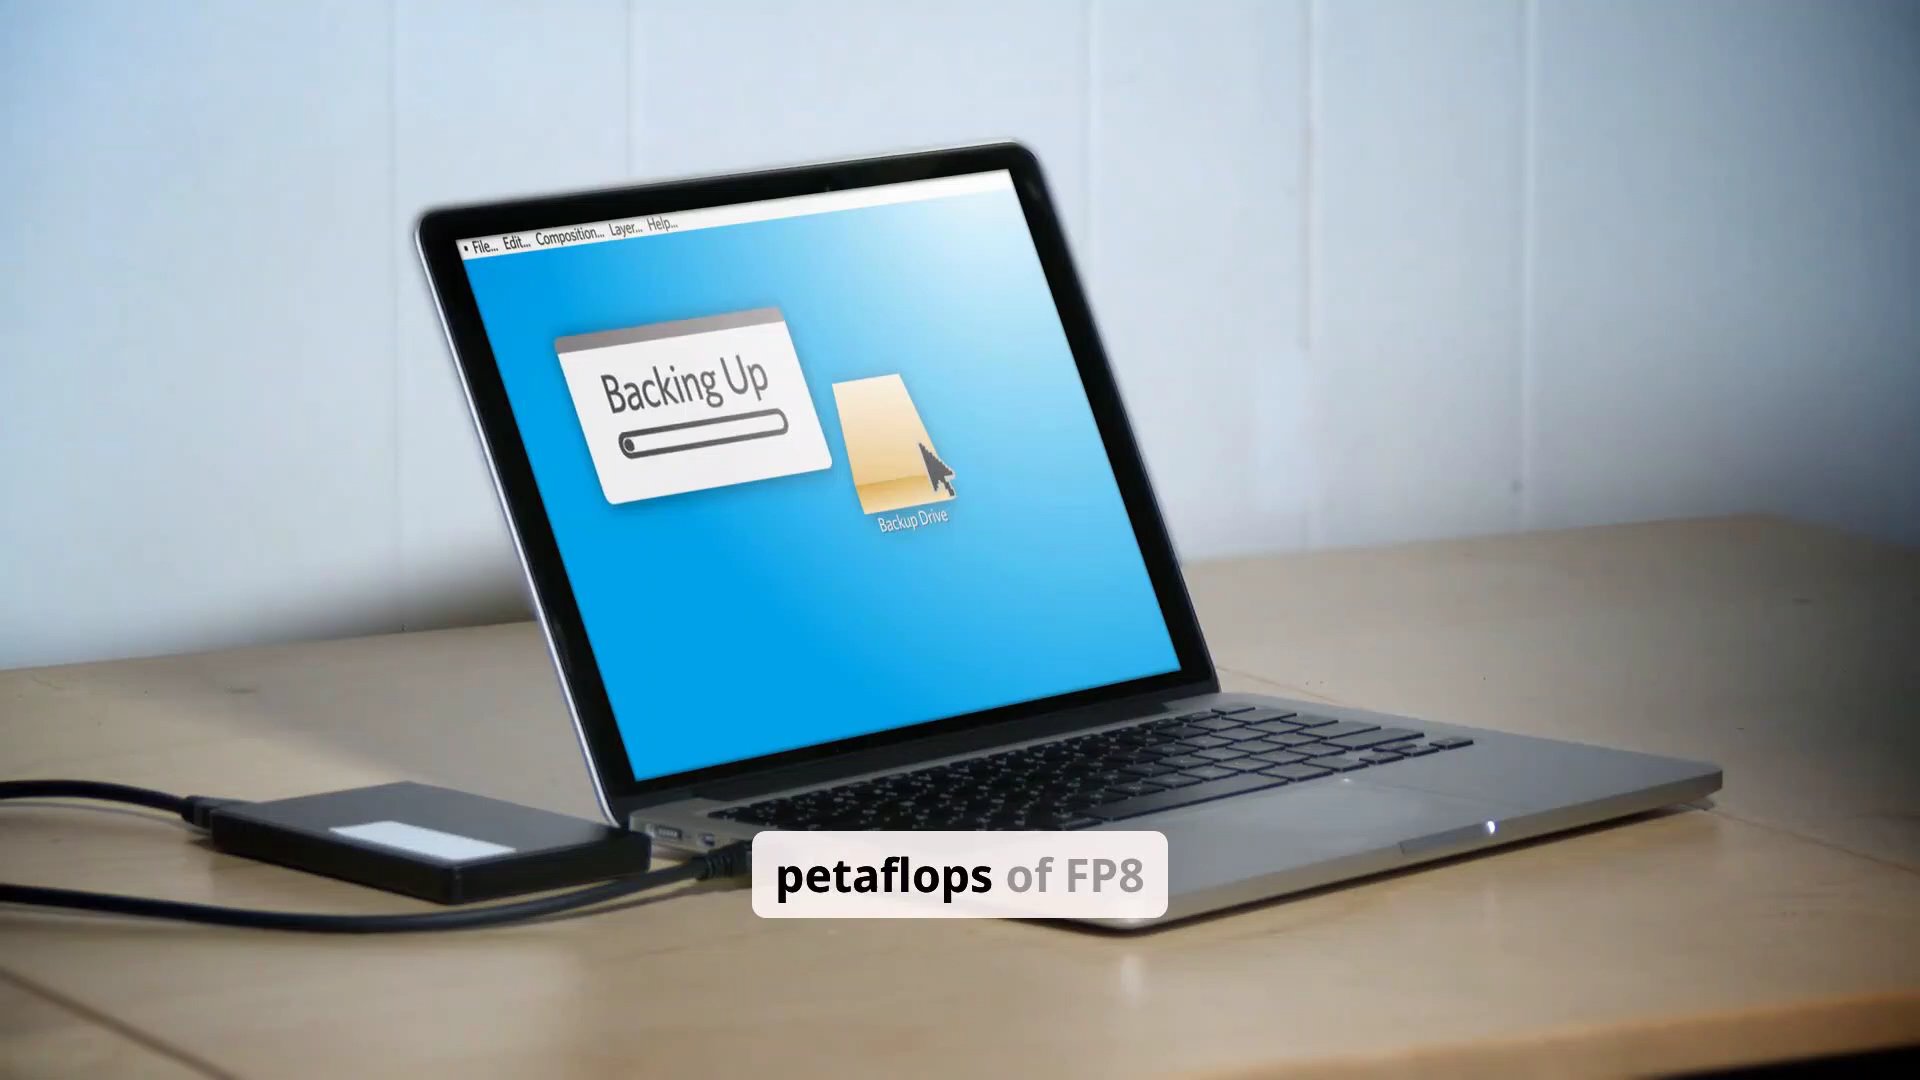 • File... Edit... Composition... Layer... Help...
Backing Up
Backup Drive
petaflops of FP8